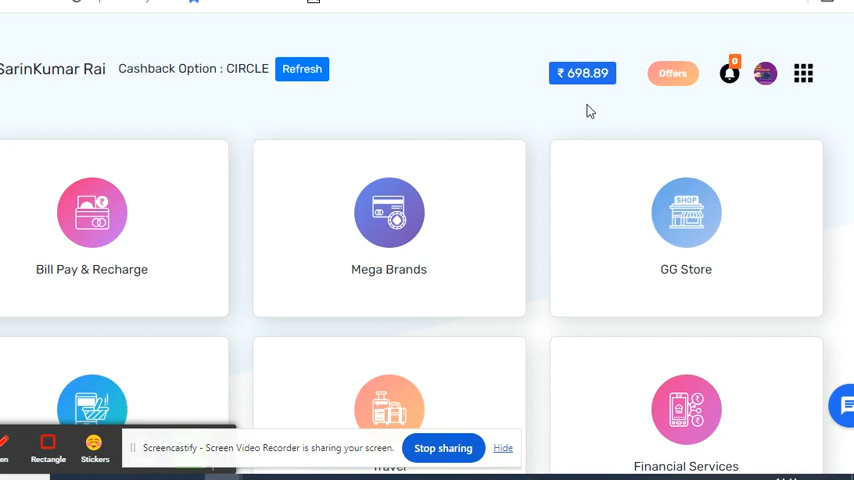 SarinKumar Rai
Cashback Option : CIRCLE
Refresh
₹ 698.89
Offers
0
Bill Pay & Recharge
Mega Brands
SHOP
GG Store
Travel
Financial Services
Rectangle
Stickers
Screencastify - Screen Video Recorder is sharing your screen.
Stop sharing
Hide